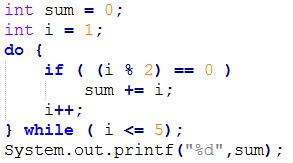 int sum = 0;
int i = 1;
do {
    if ( (i % 2) == 0 )
        sum += i;
    i++;
} while ( i <= 5);
System.out.printf("%d",sum);